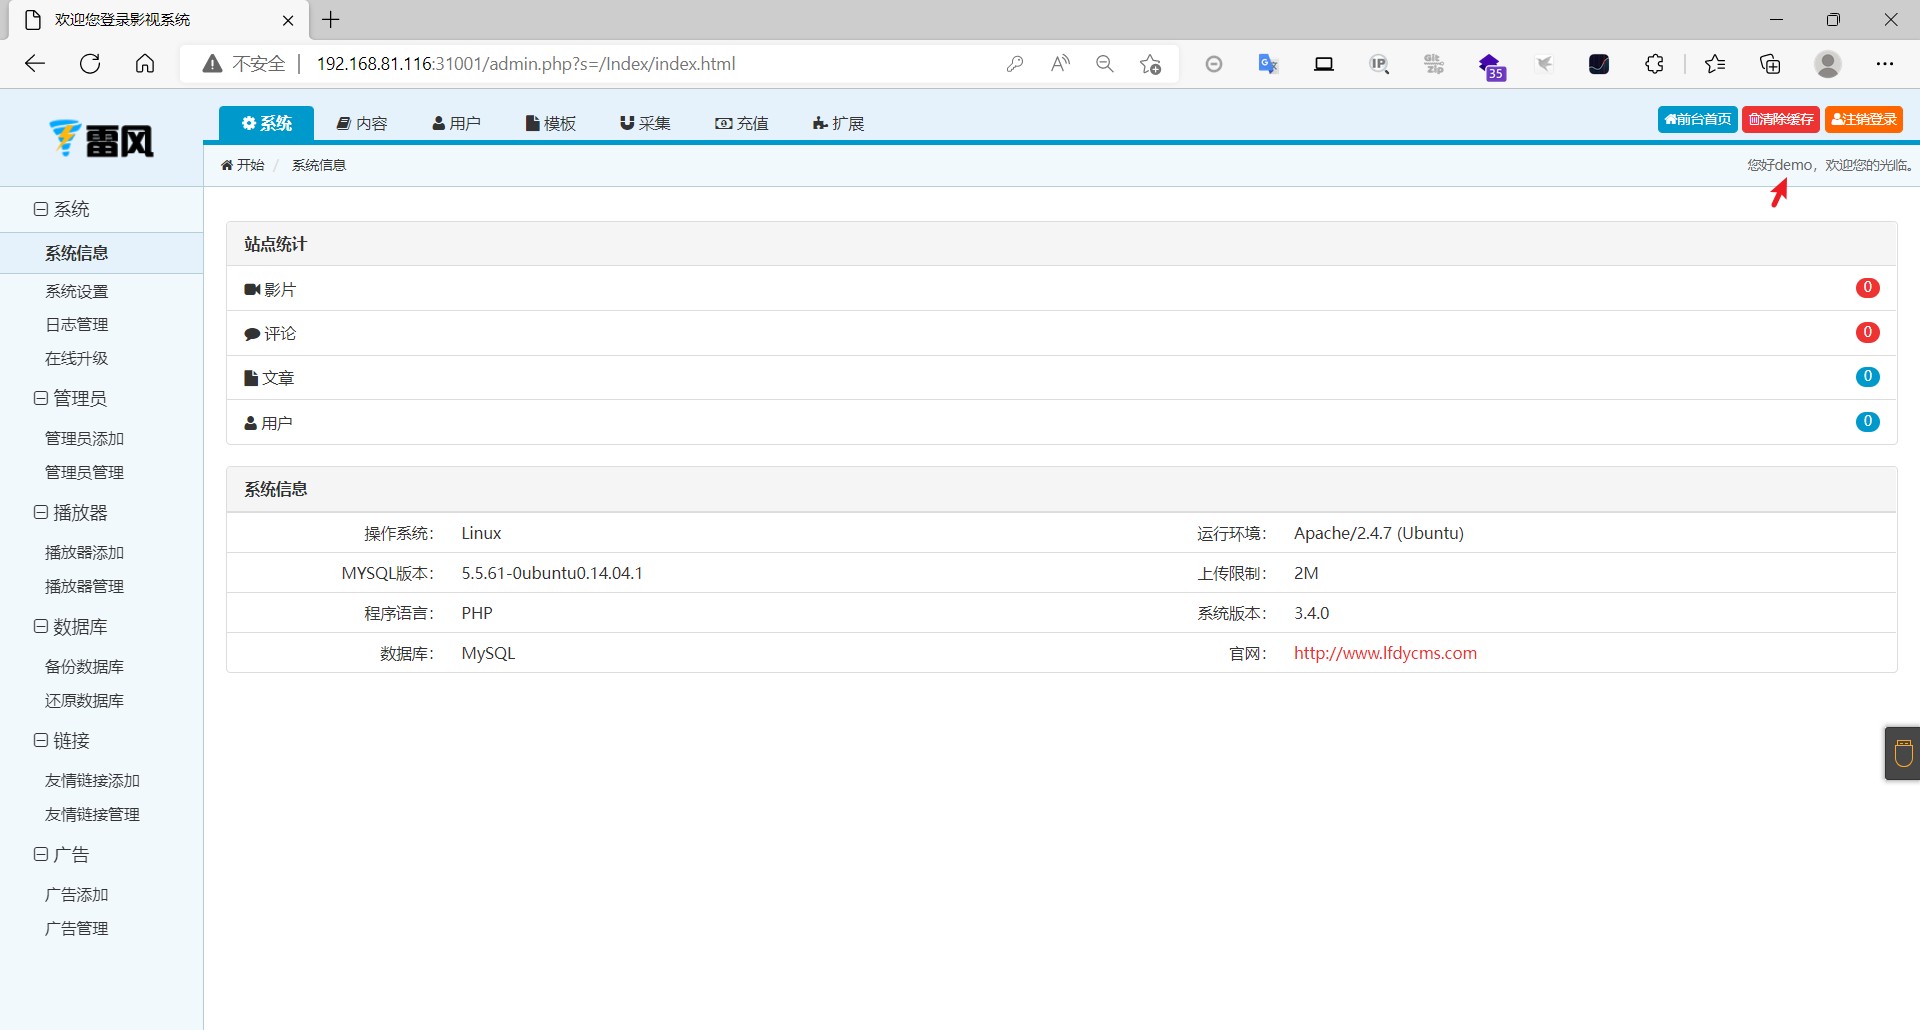 欢迎您登录影视系统
不安全 192.168.81.116:31001/admin.php?s=/Index/index.html
IP
Git
Zip
35
雷风
系统 内容 用户 模板 采集 充值 扩展
前台首页 清除缓存 注销登录
开始 / 系统信息
您好demo，欢迎您的光临。
系统
系统信息
系统设置
日志管理
在线升级
管理员
管理员添加
管理员管理
播放器
播放器添加
播放器管理
数据库
备份数据库
还原数据库
链接
友情链接添加
友情链接管理
广告
广告添加
广告管理
站点统计
影片 0
评论 0
文章 0
用户 0
系统信息
操作系统： Linux 运行环境： Apache/2.4.7 (Ubuntu)
MYSQL版本： 5.5.61-0ubuntu0.14.04.1 上传限制： 2M
程序语言： PHP 系统版本： 3.4.0
数据库： MySQL 官网： http://www.lfdycms.com